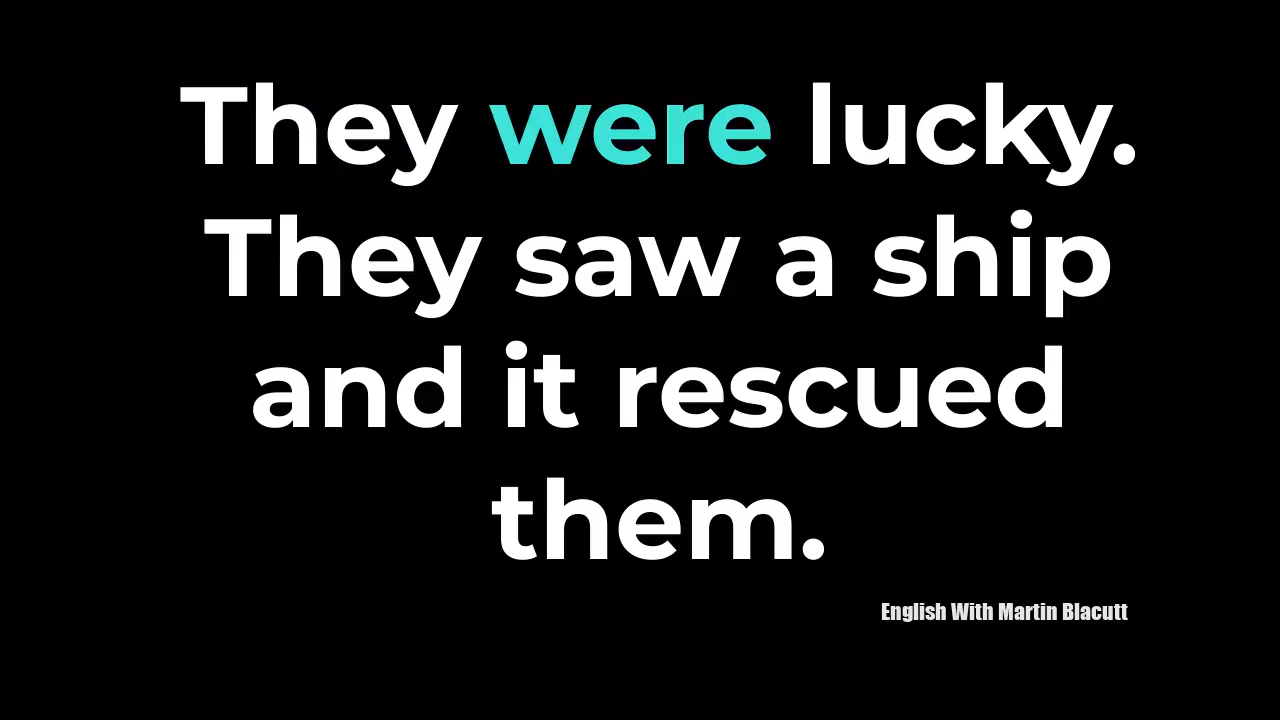 They were lucky.
They saw a ship
and it rescued
them.
English With Martin Blacutt